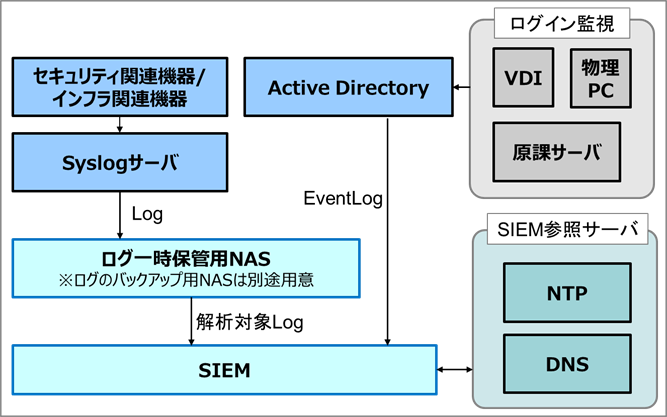 ログイン監視
セキュリティ関連機器/
インフラ関連機器
Active Directory
VDI
物理
PC
原課サーバ
Syslogサーバ
Log
EventLog
ログ一時保管用NAS
※ログのバックアップ用NASは別途用意
解析対象Log
SIEM
SIEM参照サーバ
NTP
DNS